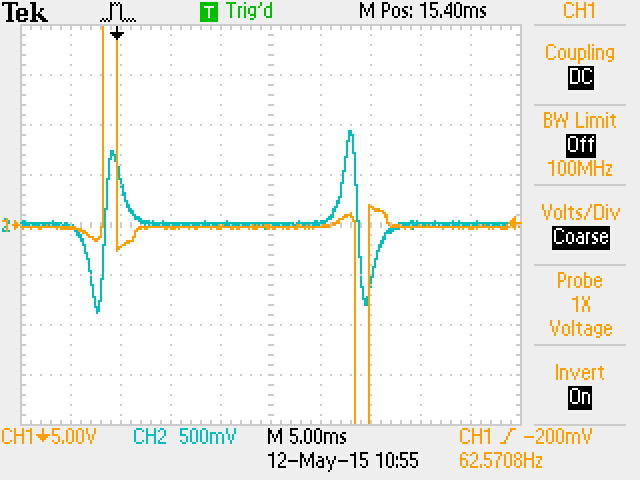 Tek T Trig'd M Pos: 15.40ms CH1
Coupling
DC
BW Limit
Off
100MHz
Volts/Div
Coarse
Probe
1X
Voltage
Invert
On
2
CH1 5.00V CH2 500mV M 5.00ms CH1 -200mV
12-May-15 10:55 62.5708Hz